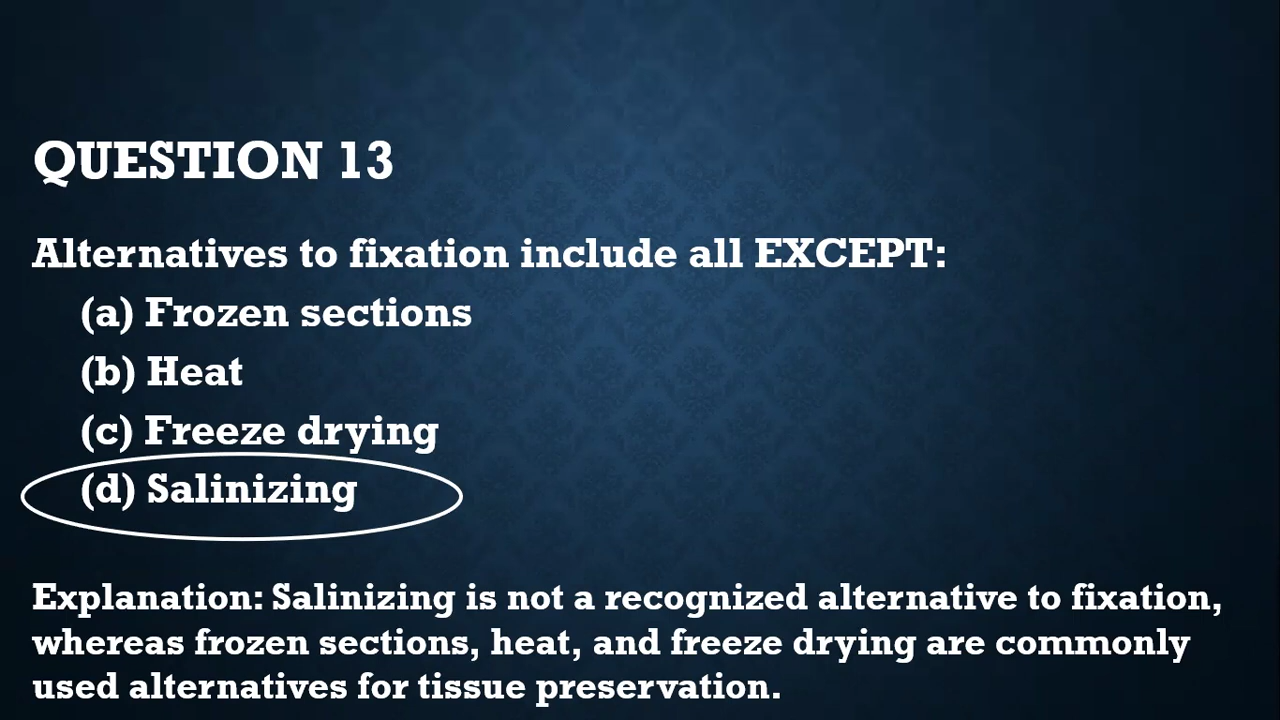 QUESTION 13
Alternatives to fixation include all EXCEPT:
(a) Frozen sections
(b) Heat
(c) Freeze drying
(d) Salinizing
Explanation: Salinizing is not a recognized alternative to fixation,
whereas frozen sections, heat, and freeze drying are commonly
used alternatives for tissue preservation.